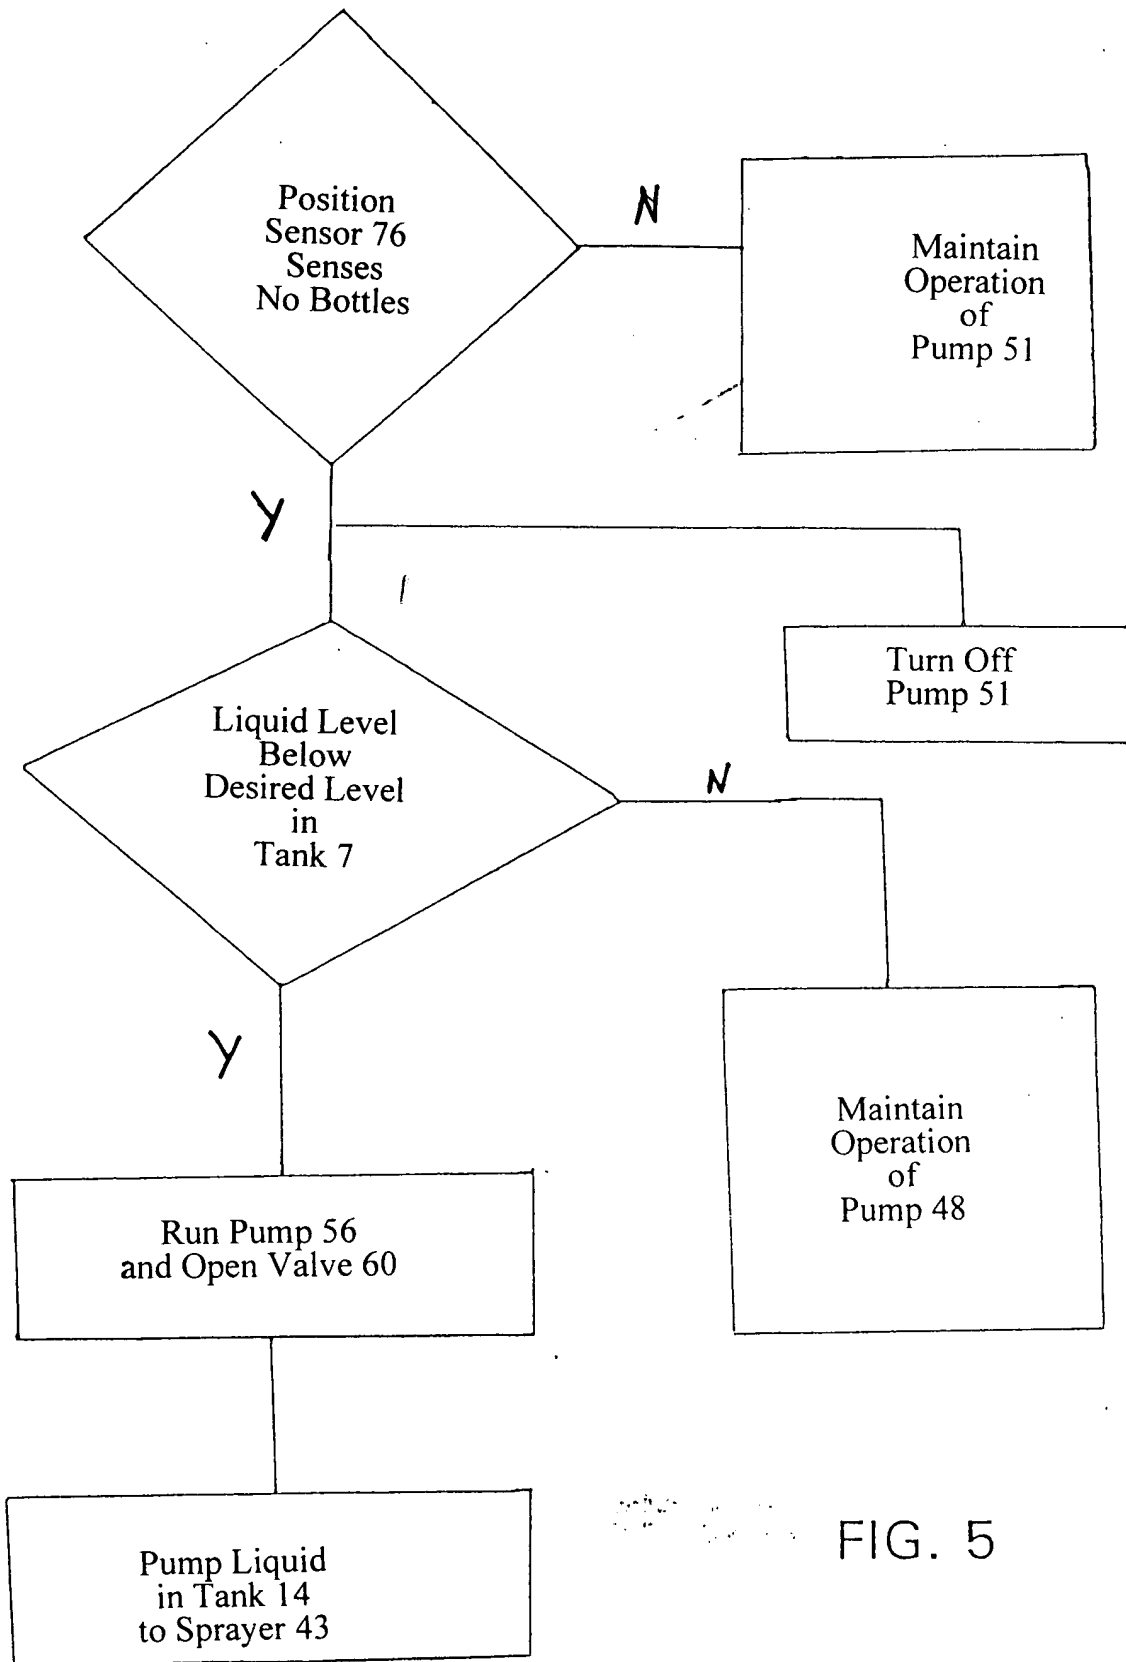 Position
Sensor 76
Senses
No Bottles
N
Maintain
Operation
of
Pump 51
Y
Turn Off
Pump 51
Liquid Level
Below
Desired Level
in
Tank 7
N
Y
Maintain
Operation
of
Pump 48
Run Pump 56
and Open Valve 60
Pump Liquid
in Tank 14
to Sprayer 43
FIG. 5